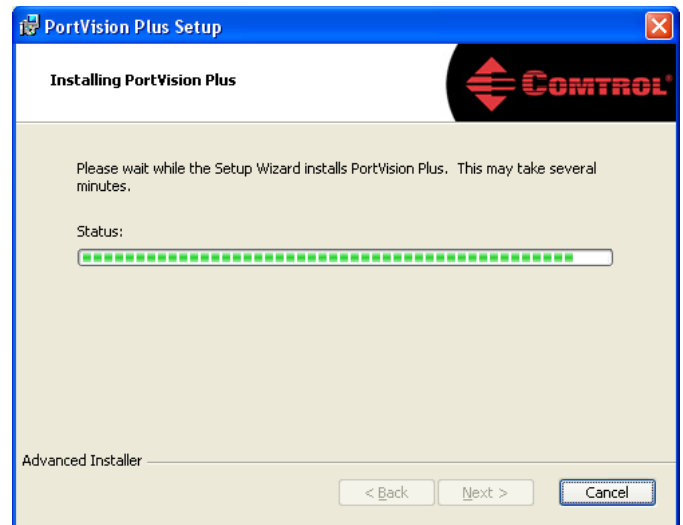 PortVision Plus Setup
Installing PortVision Plus
COMTROL®
Please wait while the Setup Wizard installs PortVision Plus. This may take several
minutes.
Status:
Advanced Installer
< Back
Next >
Cancel